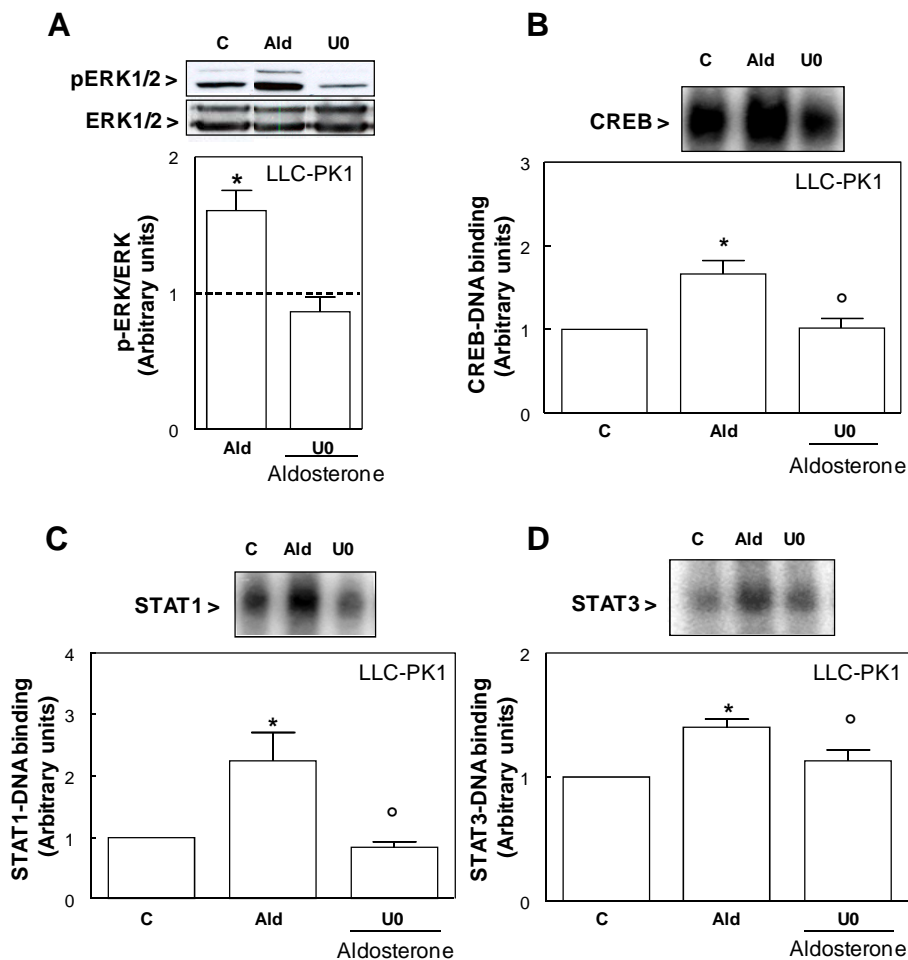 A
C Ald U0
pERK1/2 >
ERK1/2 >
2
LLC-PK1
*
p-ERK/ERK
(Arbitrary units)
1
0
Ald U0
Aldosterone
B
C Ald U0
CREB >
3
LLC-PK1
CREB-DNA binding
(Arbitrary units)
2
*
°
1
0
C Ald U0
Aldosterone
C
C Ald U0
STAT1 >
4
LLC-PK1
STAT1-DNA binding
(Arbitrary units)
3
*
2
°
1
0
C Ald U0
Aldosterone
D
C Ald U0
STAT3 >
2
LLC-PK1
STAT3-DNA binding
(Arbitrary units)
*
°
1
0
C Ald U0
Aldosterone